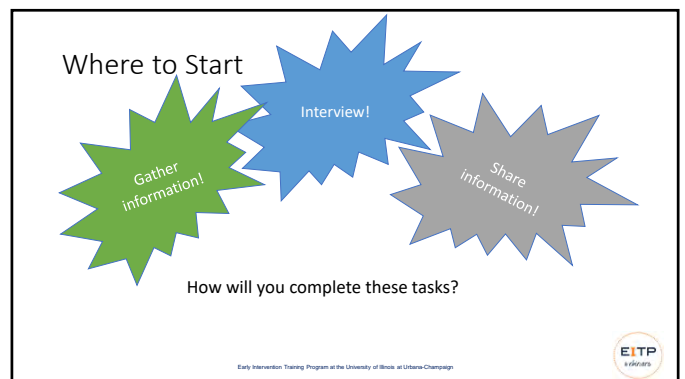 Where to Start
Interview!
Gather
information!
Share
information!
How will you complete these tasks?
Early Intervention Training Program at the University of Illinois at Urbana-Champaign
EITP
webinars